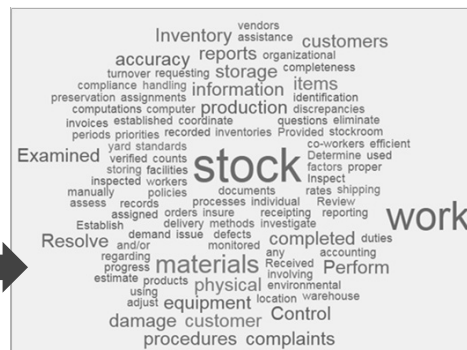 vendors
Inventory assistance customers
accuracy reports organizational
turnover requesting storage completeness
compliance handling information items
preservation assignments identification
computations computer production discrepancies
invoices established coordinate questions eliminate
periods priorities recorded inventories Provided stockroom
yard standards co-workers efficient
Examined verified counts stock Determine used
storing facilities factors proper
inspected workers Inspect
manually policies documents rates shipping
assess records processes individual Review
assigned orders insure receipting reporting work
Establish delivery methods investigate
Resolve demand issue defects completed duties
and/or monitored any accounting
regarding materials Received Perform
progress involving
estimate products physical environmental
using
adjust equipment location warehouse
damage customer Control
procedures complaints